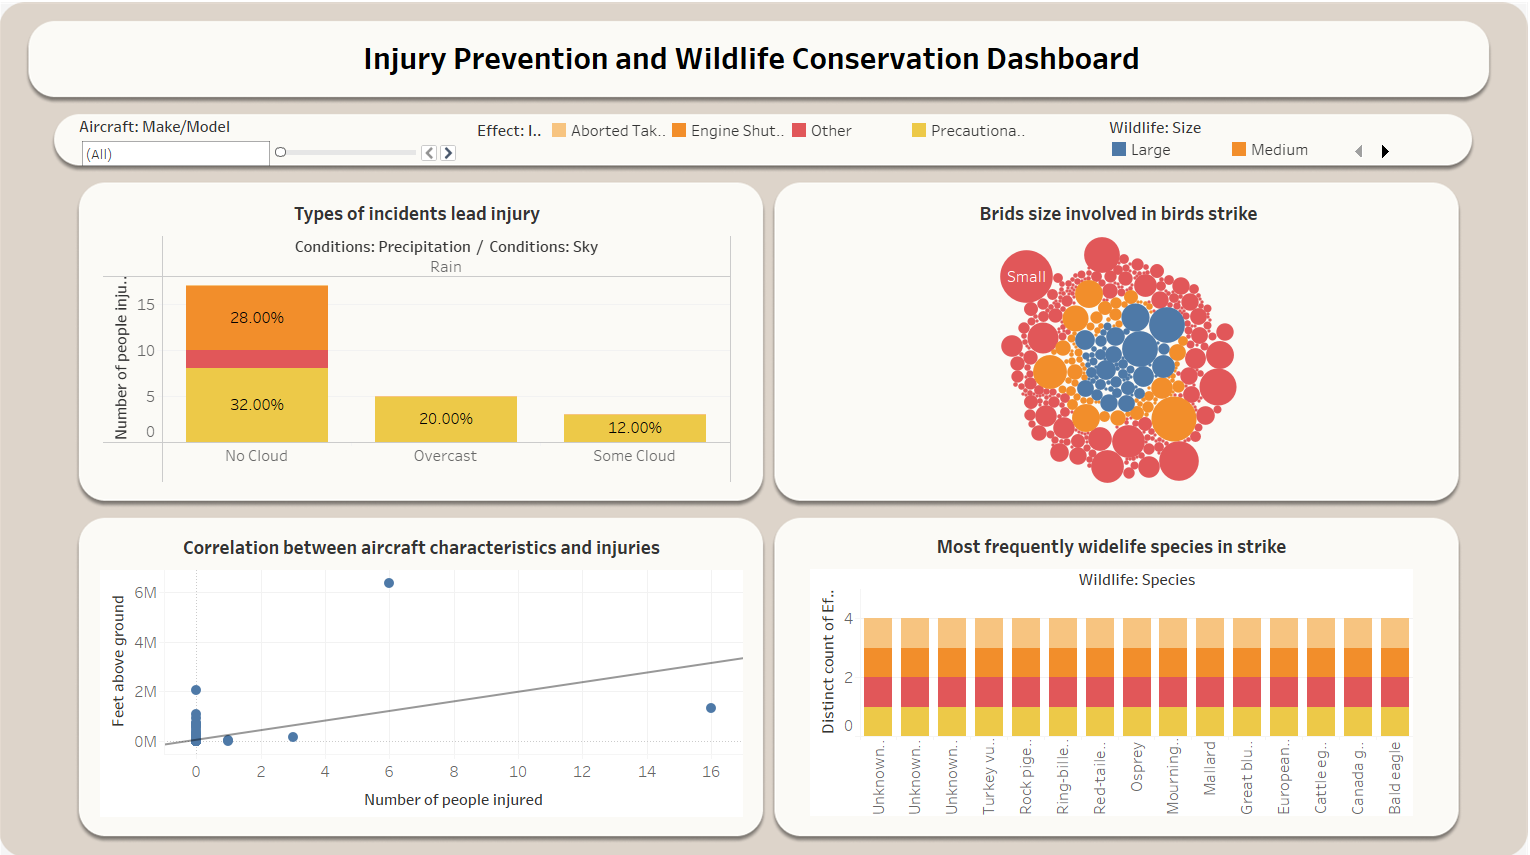 Injury Prevention and Wildlife Conservation Dashboard
Aircraft: Make/Model
(All)
Effect: I.. Aborted Tak.. Engine Shut.. Other Precautiona..
Wildlife: Size
Large Medium
Types of incidents lead injury
Conditions: Precipitation / Conditions: Sky
Rain
Number of people inju..
15
10
5
0
28.00%
32.00%
20.00%
12.00%
No Cloud Overcast Some Cloud
Brids size involved in birds strike
Small
Correlation between aircraft characteristics and injuries
Feet above ground
6M
4M
2M
0M
0 2 4 6 8 10 12 14 16
Number of people injured
Most frequently widelife species in strike
Wildlife: Species
Distinct count of Ef..
4
2
0
Unknown..
Unknown..
Unknown..
Turkey vu..
Rock pige..
Ring-bille..
Red-taile..
Osprey
Mourning..
Mallard
Great blu..
European..
Cattle eg..
Canada g..
Bald eagle